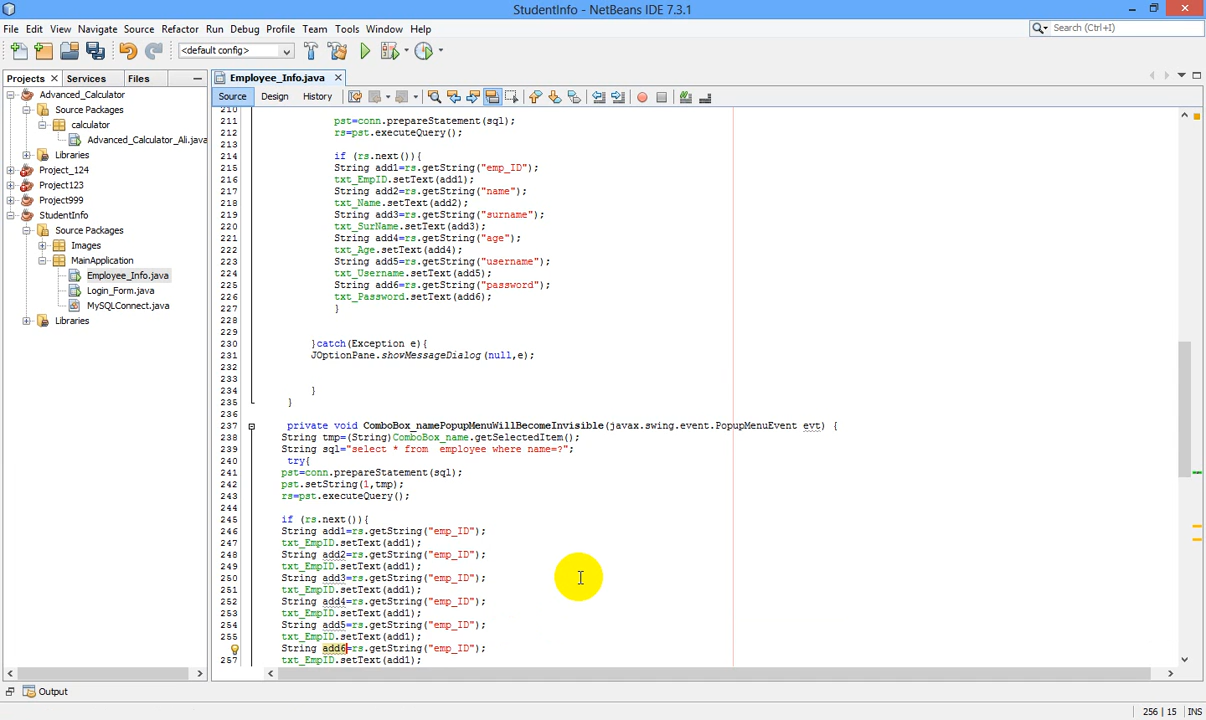 StudentInfo - NetBeans IDE 7.3.1
File Edit View Navigate Source Refactor Run Debug Profile Team Tools Window Help
Search (Ctrl+I)
<default config>
Projects Services Files
Employee_Info.java
Source Design History
Advanced_Calculator
Source Packages
calculator
Advanced_Calculator_Ali.java
Libraries
Project_124
Project123
Project999
StudentInfo
Source Packages
Images
MainApplication
Employee_Info.java
Login_Form.java
MySQLConnect.java
Libraries
210
211 pst=conn.prepareStatement(sql);
212 rs=pst.executeQuery();
213
214 if (rs.next()){
215 String add1=rs.getString("emp_ID");
216 txt_EmpID.setText(add1);
217 String add2=rs.getString("name");
218 txt_Name.setText(add2);
219 String add3=rs.getString("surname");
220 txt_SurName.setText(add3);
221 String add4=rs.getString("age");
222 txt_Age.setText(add4);
223 String add5=rs.getString("username");
224 txt_Username.setText(add5);
225 String add6=rs.getString("password");
226 txt_Password.setText(add6);
227 }
228
229
230 }catch(Exception e){
231 JOptionPane.showMessageDialog(null,e);
232
233
234 }
235 }
236
237 private void ComboBox_namePopupMenuWillBecomeInvisible(javax.swing.event.PopupMenuEvent evt) {
238 String tmp=(String)ComboBox_name.getSelectedItem();
239 String sql="select * from  employee where name=?";
240 try{
241 pst=conn.prepareStatement(sql);
242 pst.setString(1,tmp);
243 rs=pst.executeQuery();
244
245 if (rs.next()){
246 String add1=rs.getString("emp_ID");
247 txt_EmpID.setText(add1);
248 String add2=rs.getString("emp_ID");
249 txt_EmpID.setText(add1);
250 String add3=rs.getString("emp_ID");
251 txt_EmpID.setText(add1);
252 String add4=rs.getString("emp_ID");
253 txt_EmpID.setText(add1);
254 String add5=rs.getString("emp_ID");
255 txt_EmpID.setText(add1);
String add6=rs.getString("emp_ID");
257 txt_EmpID.setText(add1);
Output
256 | 15 INS